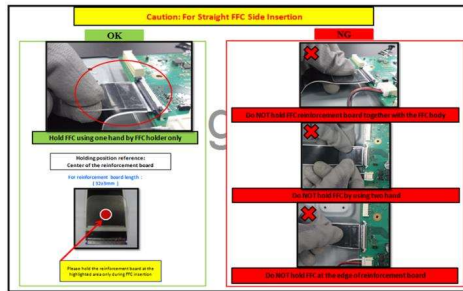 Caution: For Straight FFC Side Insertion
OK
Hold FFC using one hand by FFC holder only
Holding position reference:
Center of the reinforcement board
For reinforcement board length :
Please hold the reinforcement board at the
highlighted area only during FFC insertion
NG
Do NOT hold FFC reinforcement board together with the FFC body
Do NOT hold FFC by using two hand
Do NOT hold FFC at the edge of reinforcement board